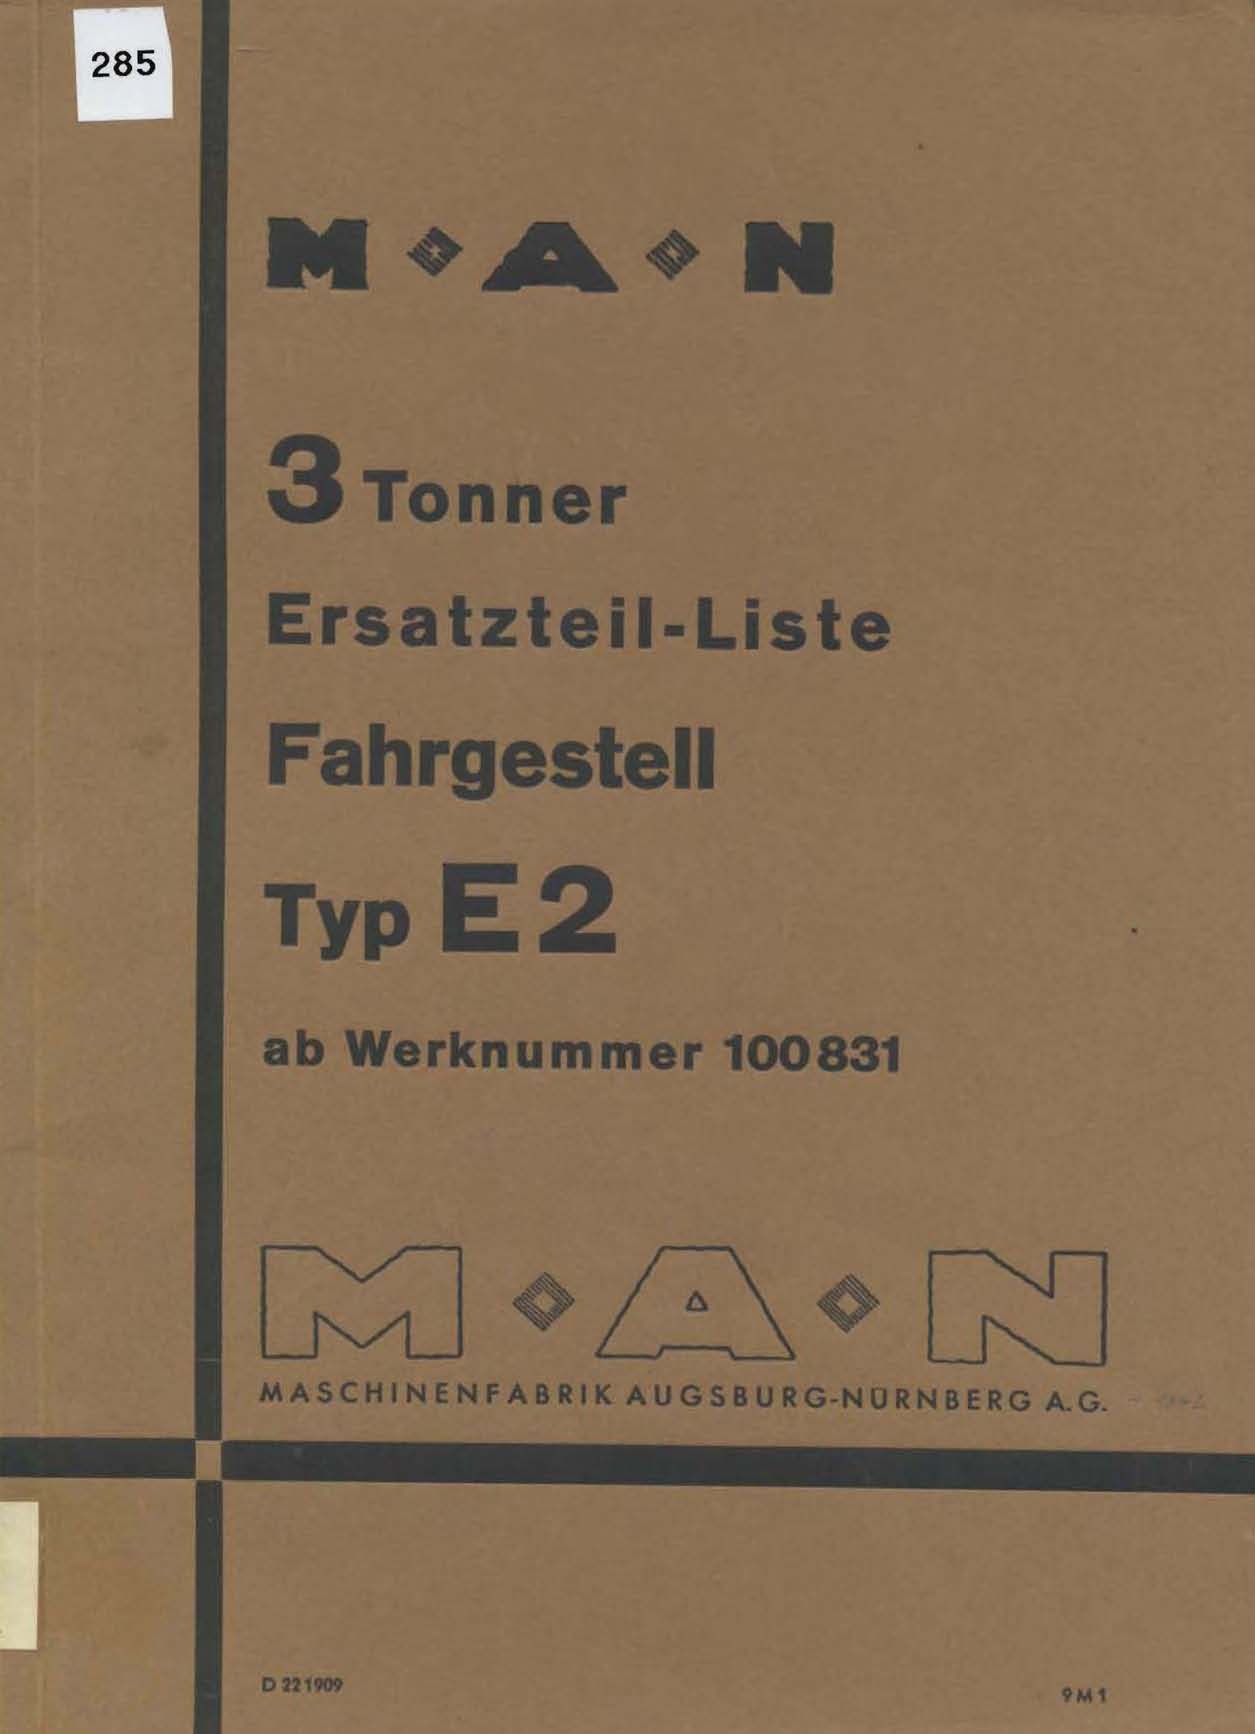 285
M A N
3 Tonner
Ersatzteil-Liste
Fahrgestell
Typ E2
ab Werknummer 100831
M A N
MASCHINENFABRIK AUGSBURG-NÜRNBERG A.G.
D 221909
9M1